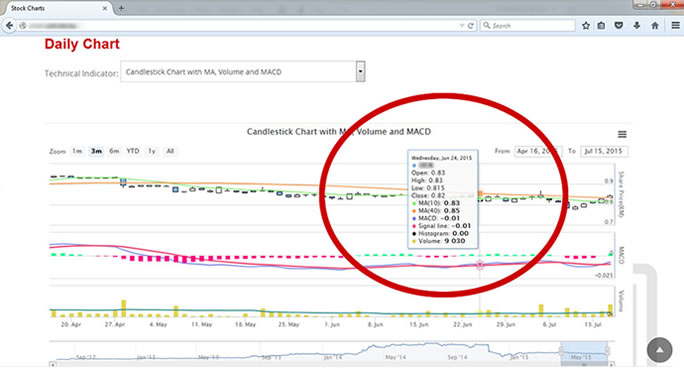 Stock Charts
Search
Daily Chart
Technical Indicator:
Candlestick Chart with MA, Volume and MACD
Candlestick Chart with MA, Volume and MACD
Zoom 1m 3m 6m YTD 1y All
From Apr 16, 2015 To Jul 15, 2015
Wednesday, Jun 24, 2015
Open: 0.83
High: 0.83
Low: 0.815
Close: 0.82
MA(10): 0.83
MA(40): 0.85
MACD: -0.01
Signal line: -0.01
Histogram: 0.00
Volume: 9 030
0.9
0.8
0.7
Share Price(RM)
0
-0.025
MACD
Volume
20. Apr 27. Apr 4. May 11. May 18. May 25. May 1. Jun 8. Jun 15. Jun 22. Jun 29. Jun 6. Jul 13. Jul
Sep '12 Jan '13 May '13 Sep '13 Jan '14 May '14 Sep '14 Jan '15 May '15